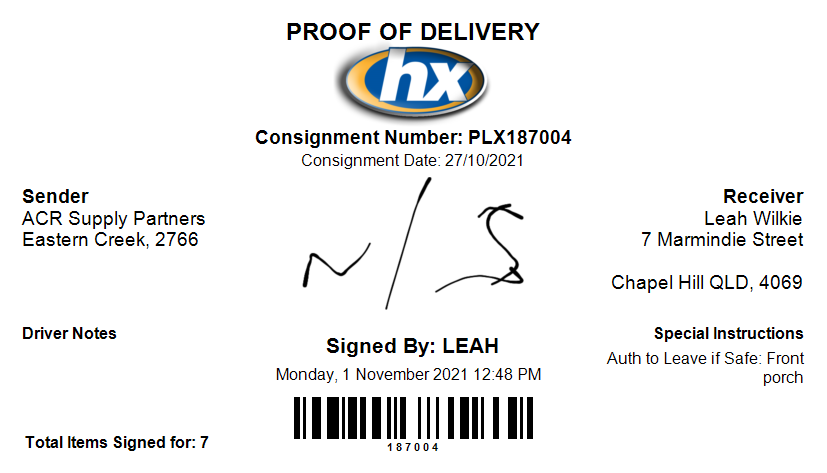 PROOF OF DELIVERY
hx
Consignment Number: PLX187004
Consignment Date: 27/10/2021
Sender
ACR Supply Partners
Eastern Creek, 2766
Receiver
Leah Wilkie
7 Marmindie Street
Chapel Hill QLD, 4069
N/S
Driver Notes
Signed By: LEAH
Monday, 1 November 2021 12:48 PM
Special Instructions
Auth to Leave if Safe: Front
porch
187004
Total Items Signed for: 7